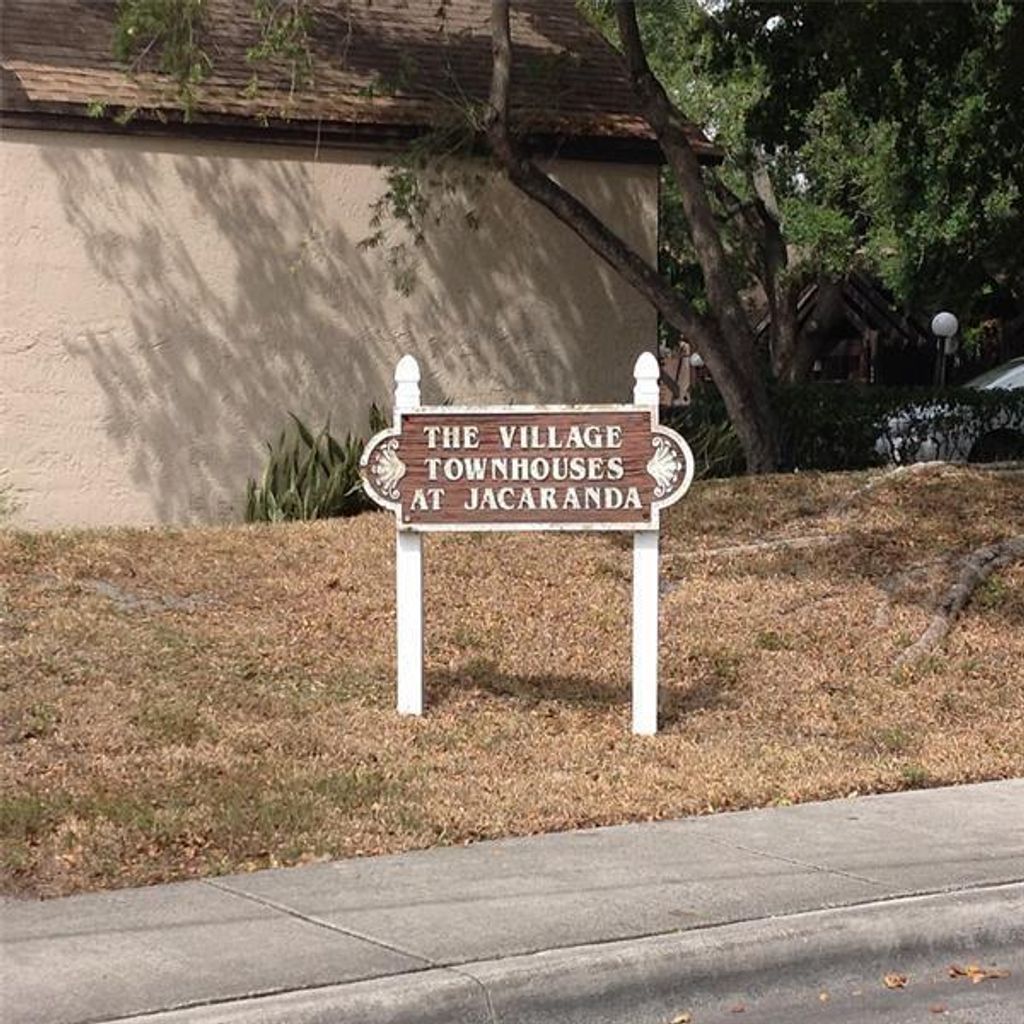 THE VILLAGE
TOWNHOUSES
AT JACARANDA